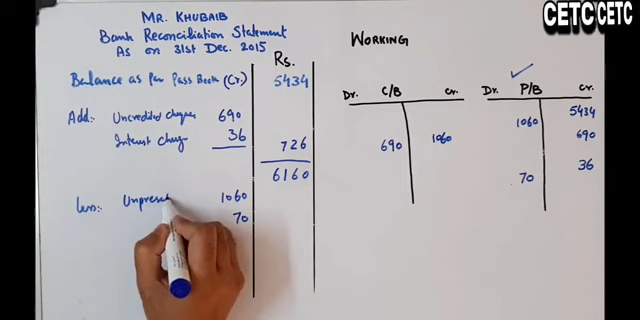 CETC CETC
MR. KHUBAIB
Bank Reconciliation Statement
As on 31st Dec. 2015
Rs.
Balance as Per Pass Book (Cr.) 5434
Add:- Uncredited cheques 690
Interest Charge 36 726
6160
Less:- Unprese 1060
70
WORKING
Dr. C/B Cr.
690 1060
Dr. P/B Cr.
5434
1060
690
36
70